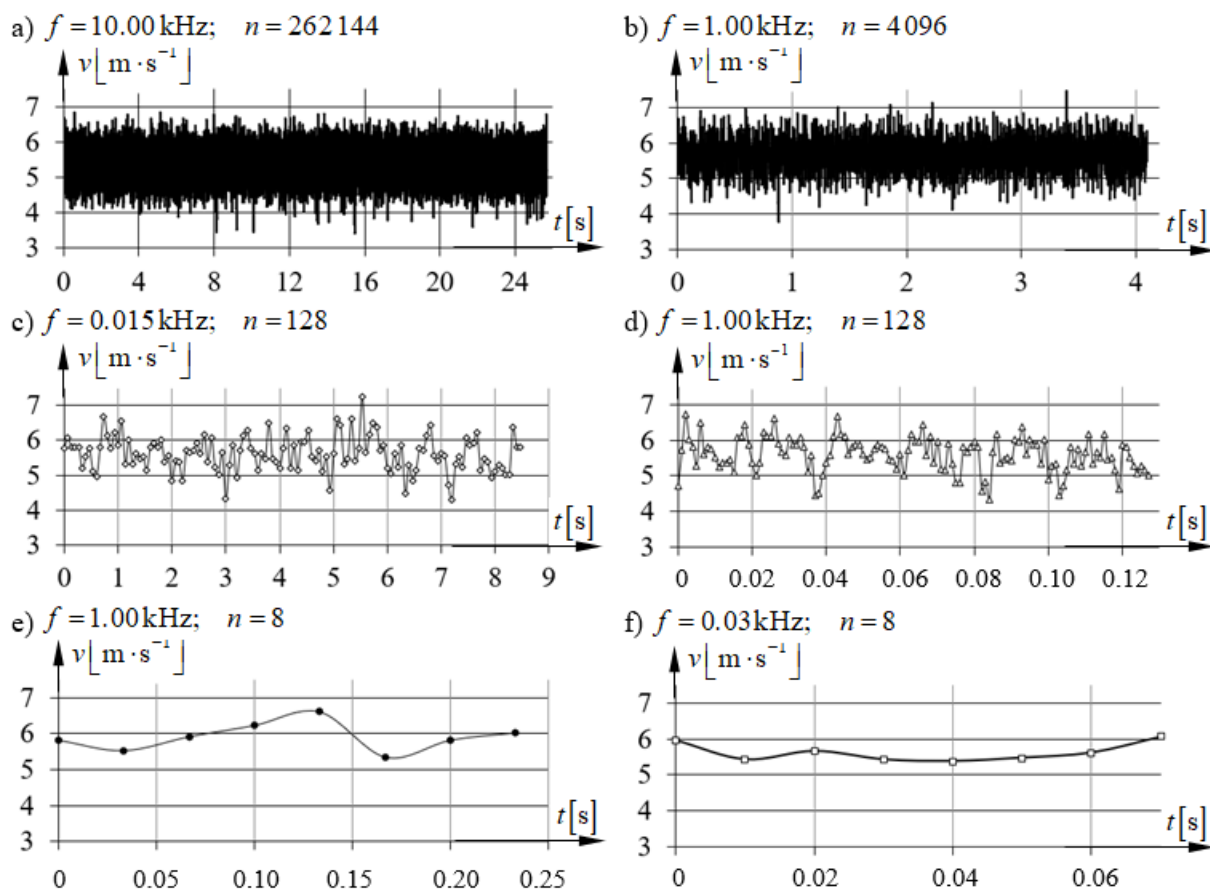 a) f = 10.00 kHz; n = 262144
v[m·s⁻¹]
7
6
5
4
3
t[s]
0 4 8 12 16 20 24
b) f = 1.00 kHz; n = 4096
v[m·s⁻¹]
7
6
5
4
3
t[s]
0 1 2 3 4
c) f = 0.015 kHz; n = 128
v[m·s⁻¹]
7
6
5
4
3
t[s]
0 1 2 3 4 5 6 7 8 9
d) f = 1.00 kHz; n = 128
v[m·s⁻¹]
7
6
5
4
3
t[s]
0 0.02 0.04 0.06 0.08 0.10 0.12
e) f = 1.00 kHz; n = 8
v[m·s⁻¹]
7
6
5
4
3
t[s]
0 0.05 0.10 0.15 0.20 0.25
f) f = 0.03 kHz; n = 8
v[m·s⁻¹]
7
6
5
4
3
t[s]
0 0.02 0.04 0.06